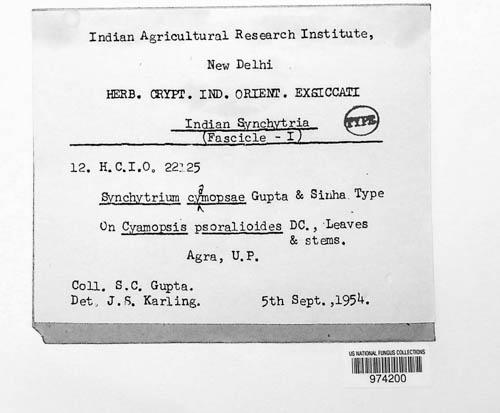 Indian Agricultural Research Institute,
New Delhi
HERB. CRYPT. IND. ORIENT. EXSICCATI
Indian Synchytria
(Fascicle - I)
TYPE
12. H.C.I.O. 22125
Synchytrium cyamopsae Gupta & Sinha Type
On Cyamopsis psoralioides DC., Leaves
& stems.
Agra, U.P.
Coll. S.C. Gupta.
Det. J.S. Karling. 5th Sept.,1954.
US NATIONAL FUNGUS COLLECTIONS
974200